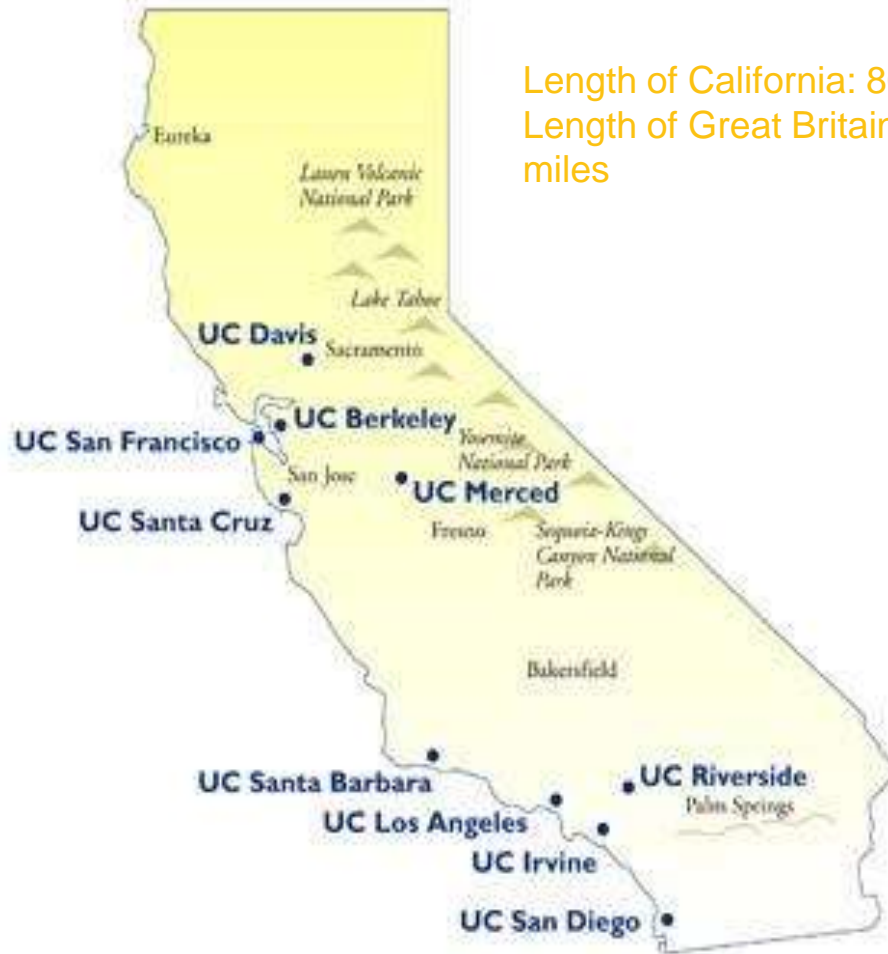 Length of California: 8
Length of Great Britain
miles
Eureka
Lassen Volcanic
National Park
Lake Tahoe
UC Davis
Sacramento
UC Berkeley
UC San Francisco
Yosemite
National Park
San Jose
UC Merced
UC Santa Cruz
Fresno
Sequoia-Kings
Canyon National
Park
Bakersfield
UC Santa Barbara
UC Riverside
Palm Springs
UC Los Angeles
UC Irvine
UC San Diego